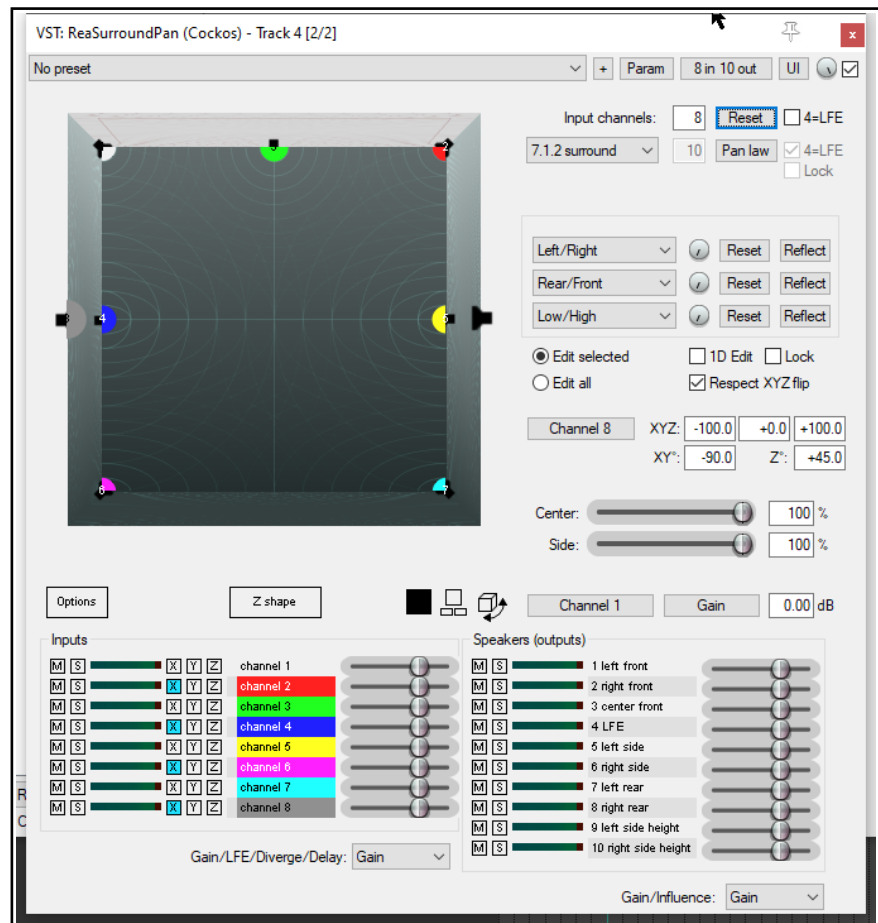 VST: ReaSurroundPan (Cockos) - Track 4 [2/2]
x
No preset
+ Param 8 in 10 out UI
Input channels: 8 Reset 4=LFE
7.1.2 surround 10 Pan law 4=LFE
Lock
2
Left/Right Reset Reflect
Rear/Front Reset Reflect
Low/High Reset Reflect
4
Edit selected 1D Edit Lock
Edit all Respect XYZ flip
Channel 8 XYZ: -100.0 +0.0 +100.0
XY°: -90.0 Z°: +45.0
6 7
Center: 100 %
Side: 100 %
Options Z shape Channel 1 Gain 0.00 dB
Inputs
M S X Y Z channel 1
M S X Y Z channel 2
M S X Y Z channel 3
M S X Y Z channel 4
M S X Y Z channel 5
M S X Y Z channel 6
M S X Y Z channel 7
M S X Y Z channel 8
Gain/LFE/Diverge/Delay: Gain
Speakers (outputs)
M S 1 left front
M S 2 right front
M S 3 center front
M S 4 LFE
M S 5 left side
M S 6 right side
M S 7 left rear
M S 8 right rear
M S 9 left side height
M S 10 right side height
Gain/Influence: Gain
R
C